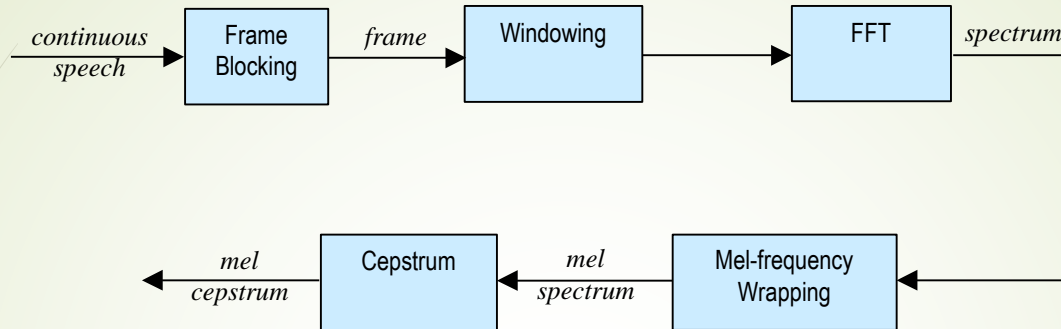 continuous
speech
Frame
Blocking
frame
Windowing
FFT
spectrum
mel
cepstrum
Cepstrum
mel
spectrum
Mel-frequency
Wrapping